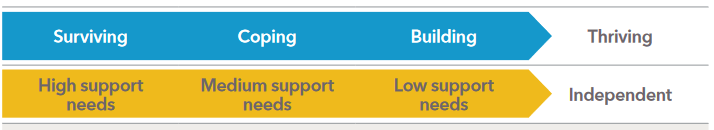 Surviving Coping Building Thriving
High support Medium support Low support Independent
needs needs needs